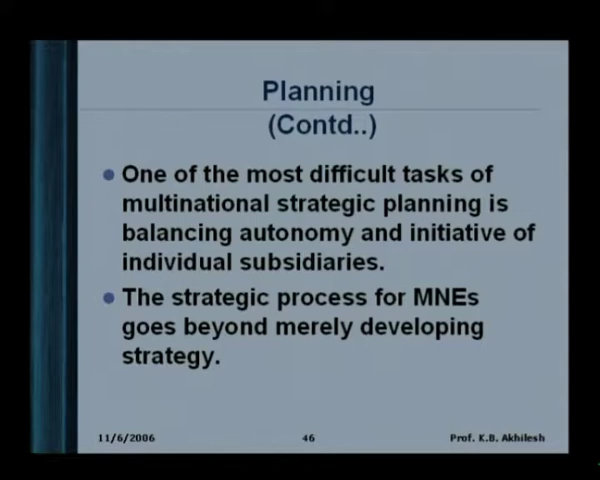 Planning
(Contd..)
One of the most difficult tasks of
multinational strategic planning is
balancing autonomy and initiative of
individual subsidiaries.
The strategic process for MNEs
goes beyond merely developing
strategy.
11/6/2006 46 Prof. K.B. Akhilesh